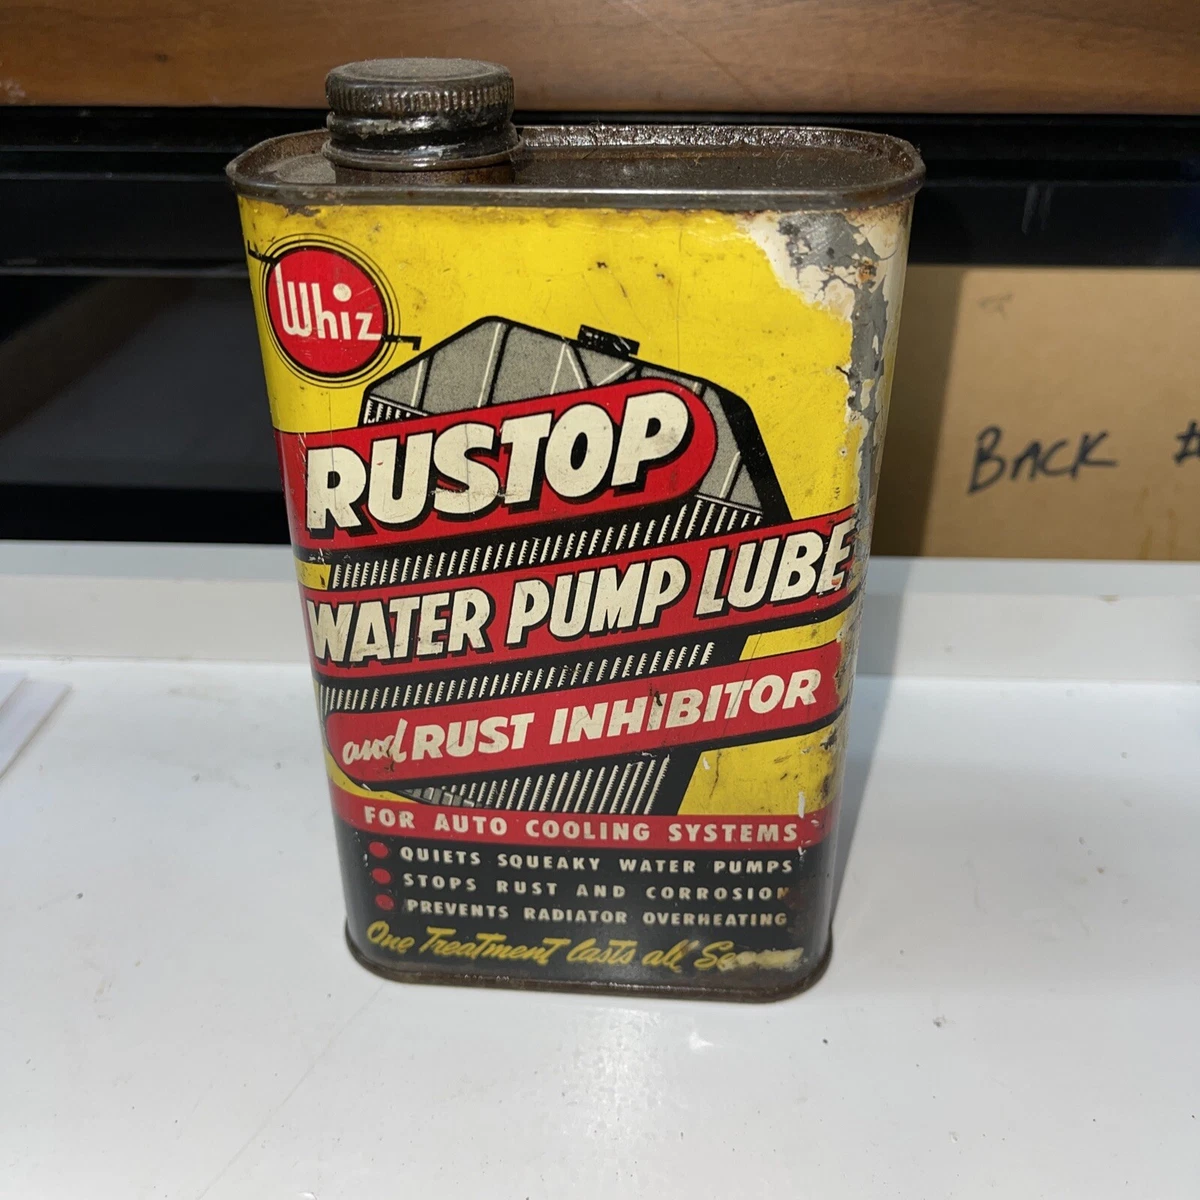 Whiz
RUSTOP
WATER PUMP LUBE
and RUST INHIBITOR
FOR AUTO COOLING SYSTEMS
QUIETS SQUEAKY WATER PUMPS
STOPS RUST AND CORROSION
PREVENTS RADIATOR OVERHEATING
One Treatment lasts all
BACK